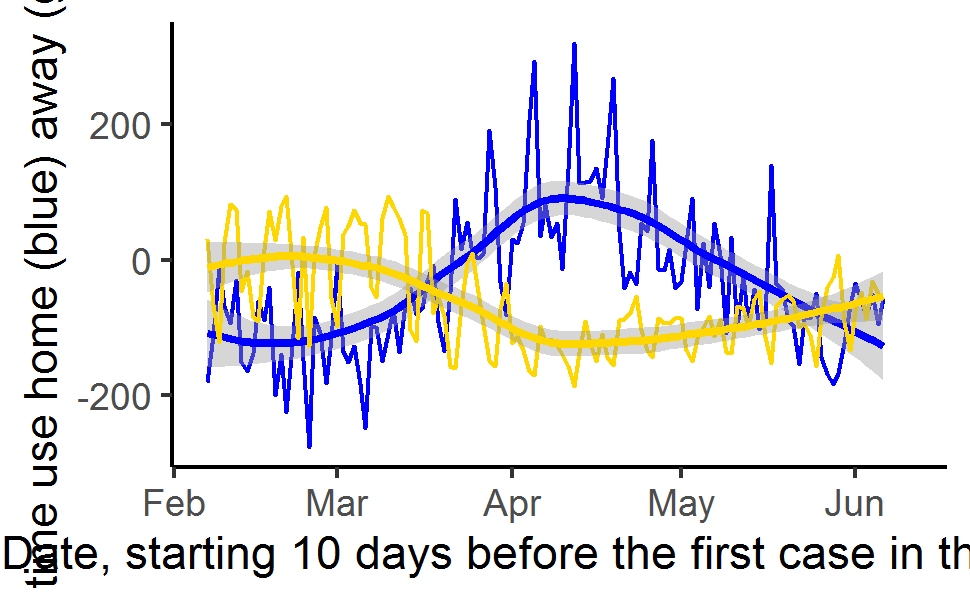 time use home (blue) away (
200
0
-200
Feb
Mar
Apr
May
Jun
Date, starting 10 days before the first case in th